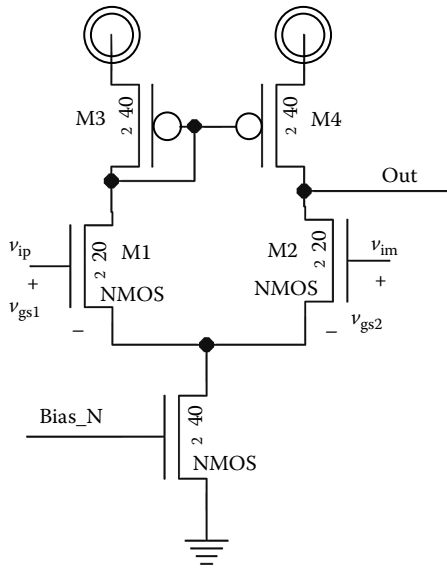 M3
2 40
2 40
M4
Out
v_ip
+
v_gs1
−
2 20
M1
NMOS
M2
2 20
NMOS
v_im
+
v_gs2
−
Bias_N
2 40
NMOS